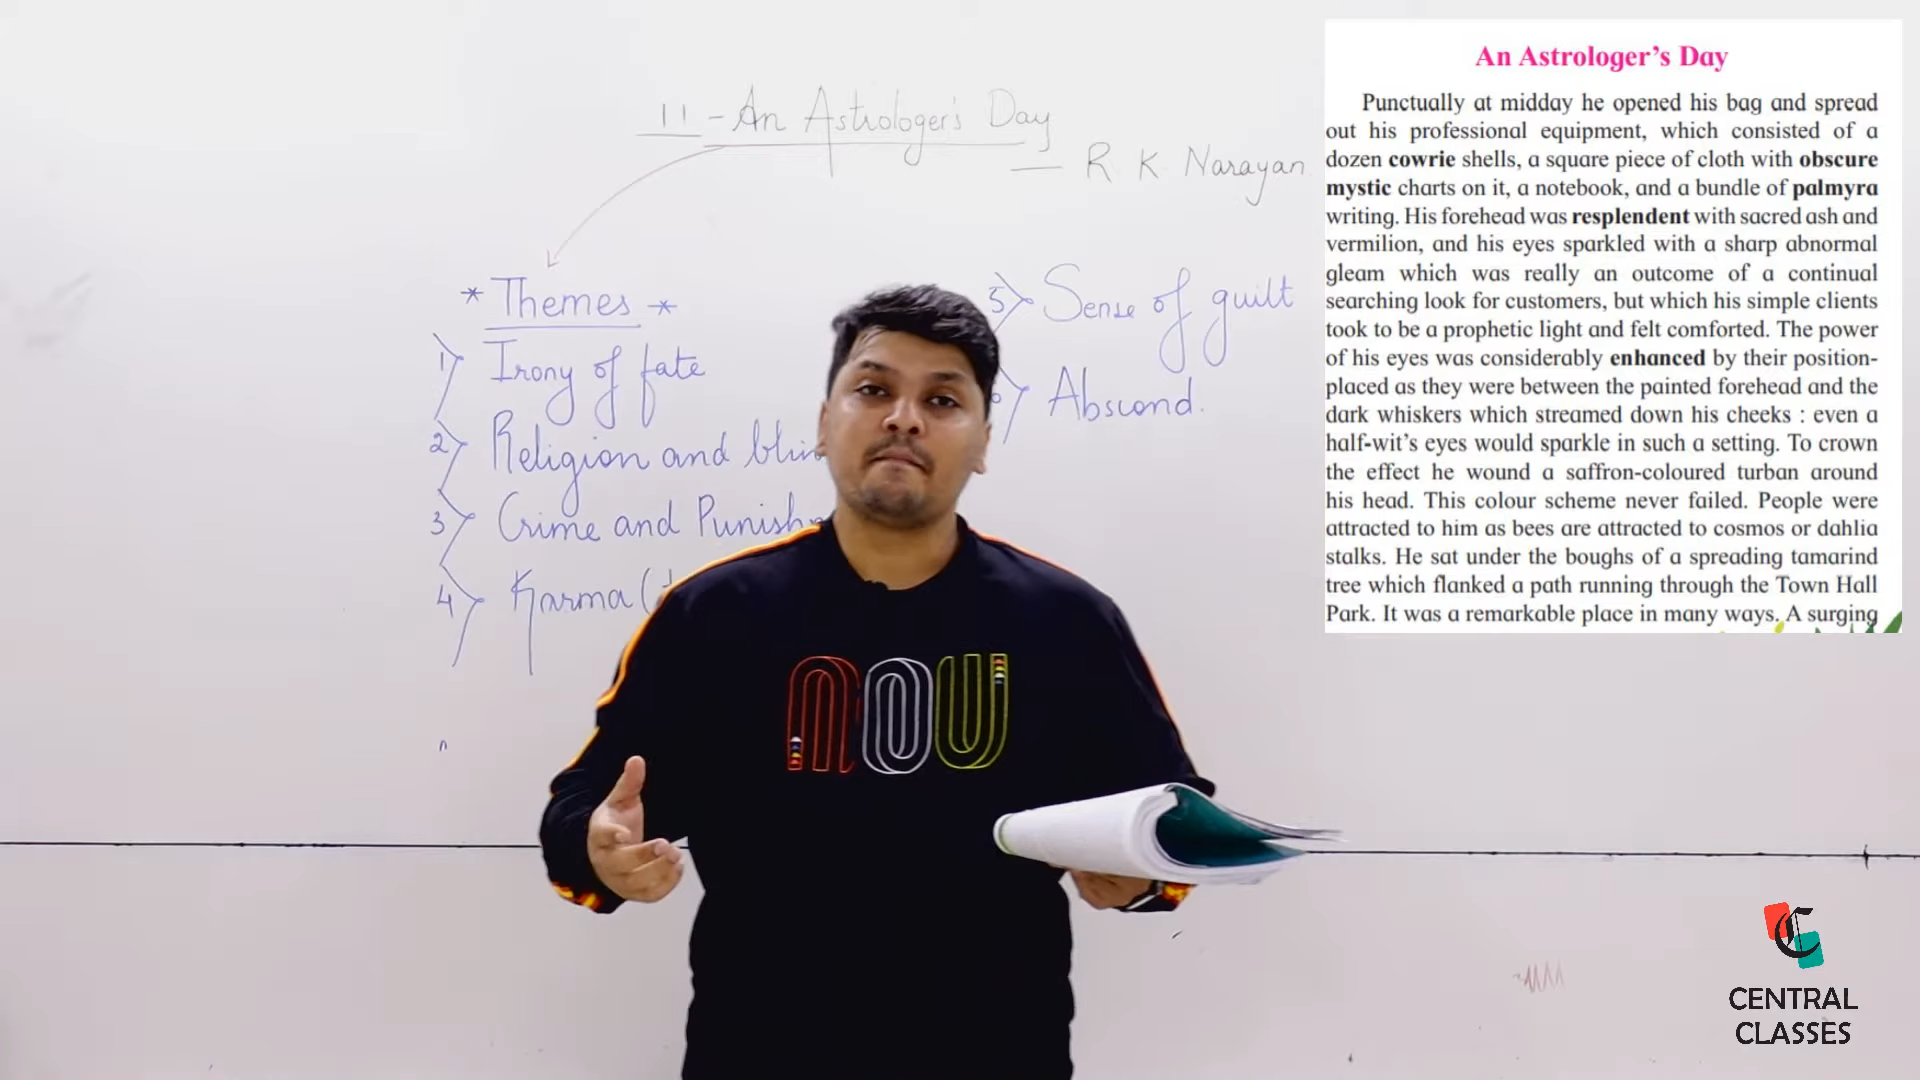 11 - An Astrologer's Day
— R K Narayan
* Themes *
1) Irony of fate
2) Religion and
3) Crime and
4) Karma (
5) Sense of guilt
Abscond.
An Astrologer's Day
Punctually at midday he opened his bag and spread
out his professional equipment, which consisted of a
dozen cowrie shells, a square piece of cloth with obscure
mystic charts on it, a notebook, and a bundle of palmyra
writing. His forehead was resplendent with sacred ash and
vermilion, and his eyes sparkled with a sharp abnormal
gleam which was really an outcome of a continual
searching look for customers, but which his simple clients
took to be a prophetic light and felt comforted. The power
of his eyes was considerably enhanced by their position-
placed as they were between the painted forehead and the
dark whiskers which streamed down his cheeks : even a
half-wit's eyes would sparkle in such a setting. To crown
the effect he wound a saffron-coloured turban around
his head. This colour scheme never failed. People were
attracted to him as bees are attracted to cosmos or dahlia
stalks. He sat under the boughs of a spreading tamarind
tree which flanked a path running through the Town Hall
Park. It was a remarkable place in many ways. A surging
nou
CENTRAL
CLASSES